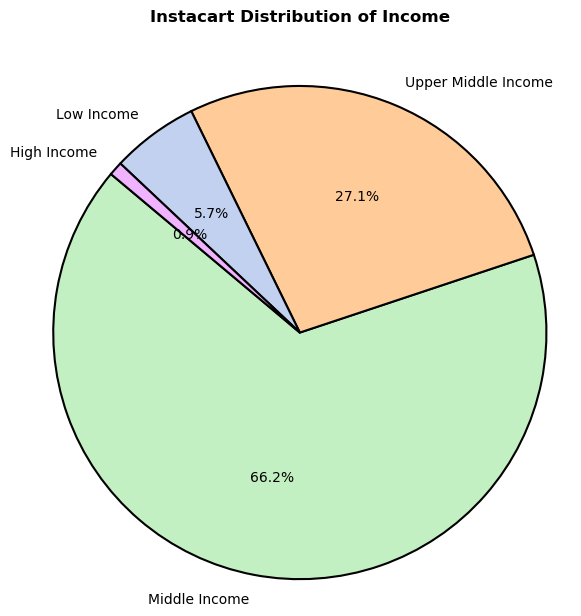 Instacart Distribution of Income
Upper Middle Income
Low Income
High Income
27.1%
5.7%
0.9%
66.2%
Middle Income